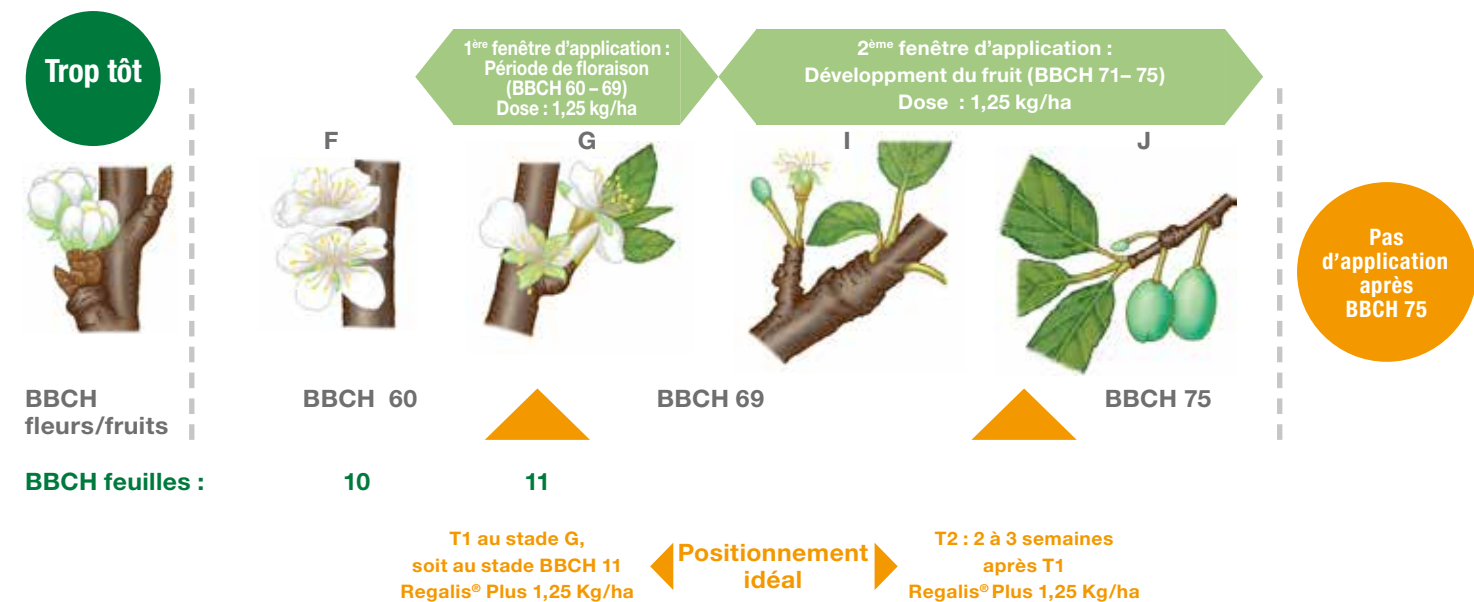 Trop tôt
1ère fenêtre d'application :
Période de floraison
(BBCH 60 – 69)
Dose : 1,25 kg/ha
2ème fenêtre d'application :
Développment du fruit (BBCH 71– 75)
Dose : 1,25 kg/ha
F
G
I
J
Pas
d'application
après
BBCH 75
BBCH
fleurs/fruits
BBCH 60
BBCH 69
BBCH 75
BBCH feuilles :
10
11
T1 au stade G,
soit au stade BBCH 11
Regalis® Plus 1,25 Kg/ha
Positionnement
idéal
T2 : 2 à 3 semaines
après T1
Regalis® Plus 1,25 Kg/ha